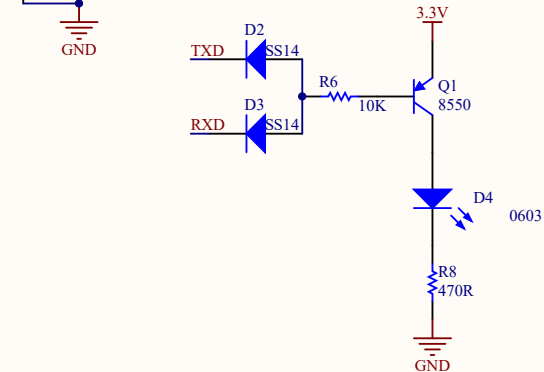 3.3V
GND
D2
TXD
SS14
R6
10K
Q1
8550
D3
RXD
SS14
D4
0603
R8
470R
GND